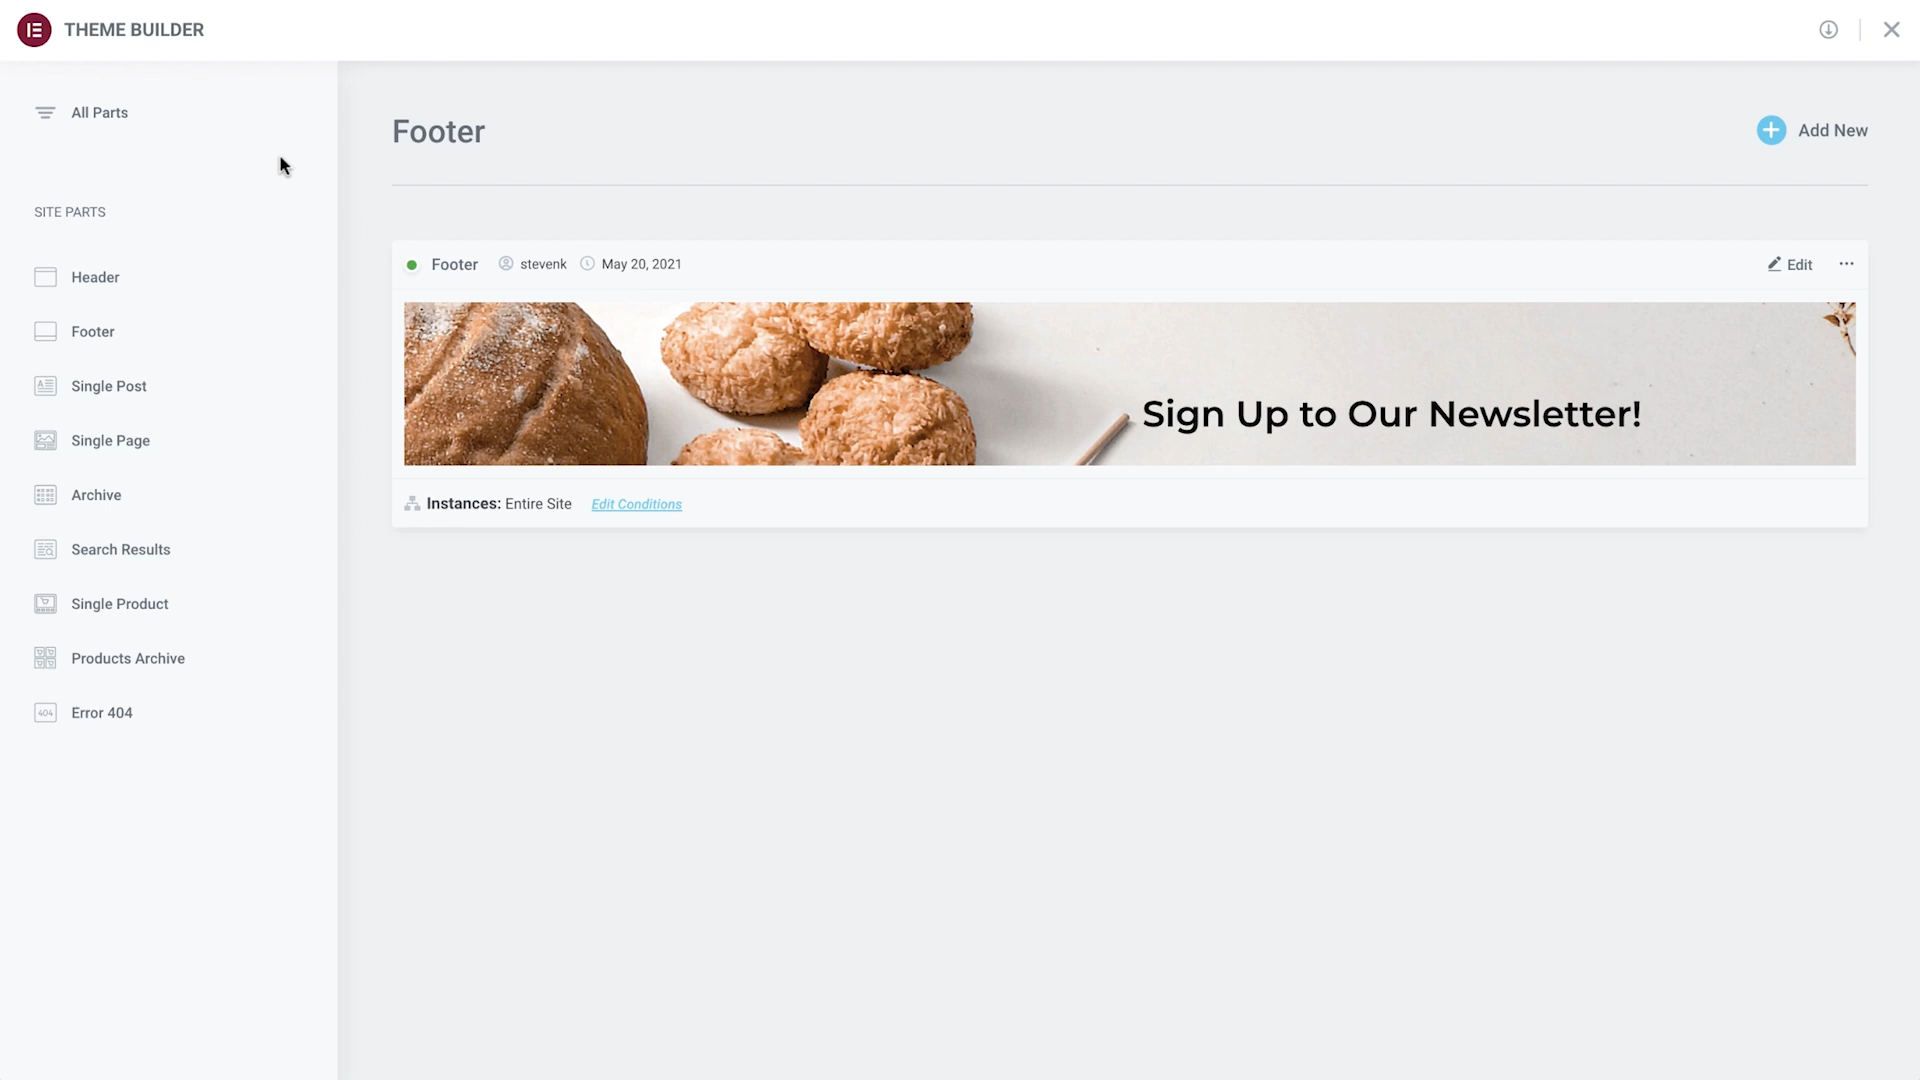 THEME BUILDER
All Parts
SITE PARTS
Header
Footer
Single Post
Single Page
Archive
Search Results
Single Product
Products Archive
404 Error 404
Footer
Add New
Footer stevenk May 20, 2021
Edit
Sign Up to Our Newsletter!
Instances: Entire Site Edit Conditions